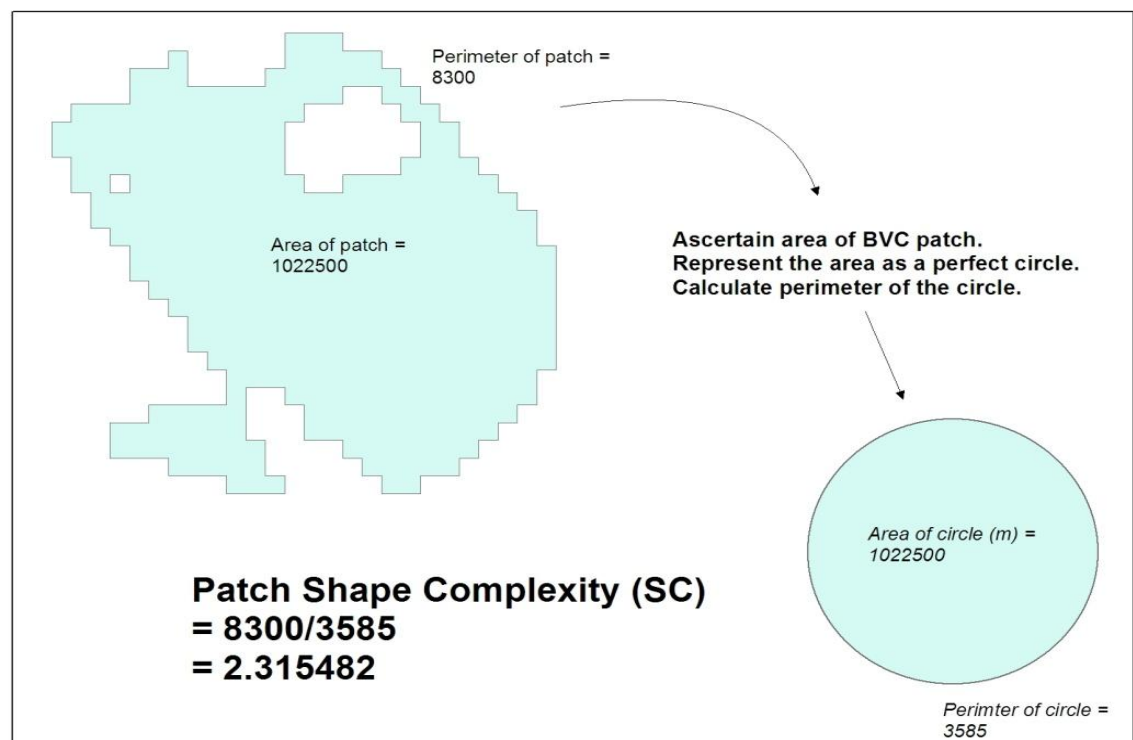 Perimeter of patch =
8300
Area of patch =
1022500
Ascertain area of BVC patch.
Represent the area as a perfect circle.
Calculate perimeter of the circle.
Area of circle (m) =
1022500
Patch Shape Complexity (SC)
= 8300/3585
= 2.315482
Perimter of circle =
3585